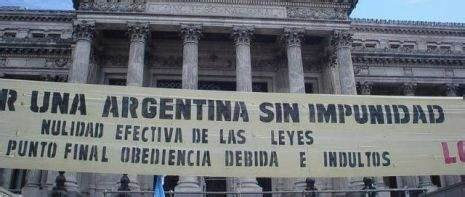 R UNA ARGENTINA SIN IMPUNIDAD
NULIDAD EFECTIVA DE LAS LEYES
PUNTO FINAL OBEDIENCIA DEBIDA E INDULTOS